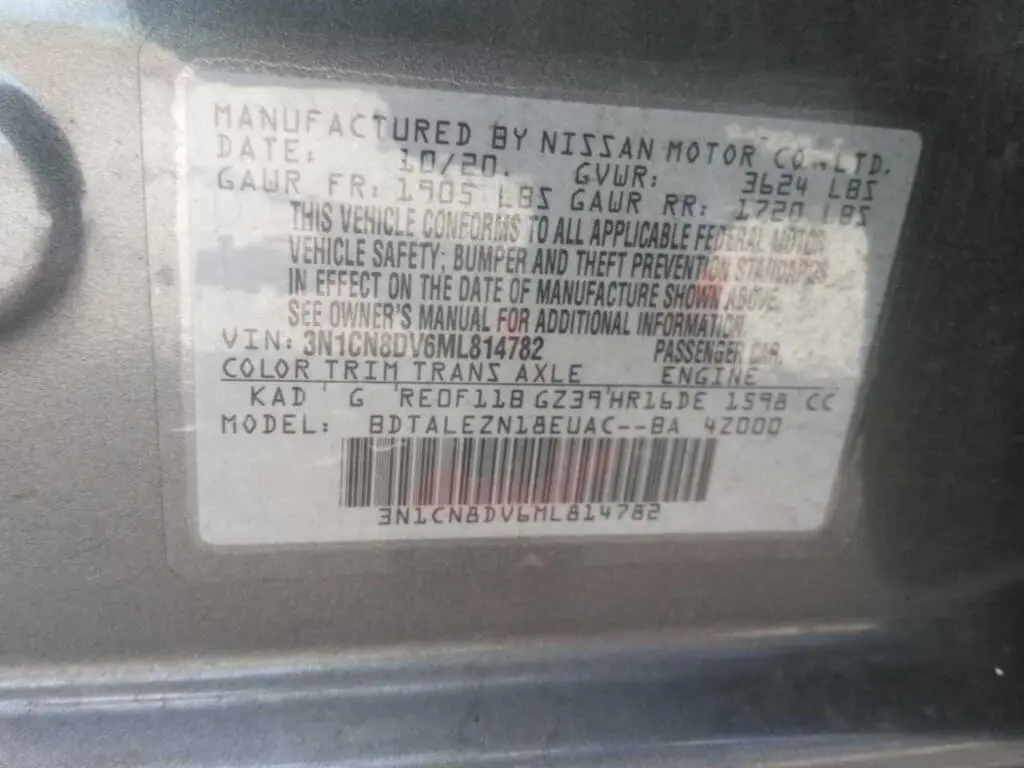 MANUFACTURED BY NISSAN MOTOR CO., LTD.
DATE: 10/20. GVWR: 3624 LBS
GAWR FR: 1905 LBS GAWR RR: 1720 LBS
THIS VEHICLE CONFORMS TO ALL APPLICABLE FEDERAL MOTOR
VEHICLE SAFETY, BUMPER AND THEFT PREVENTION STANDARDS
IN EFFECT ON THE DATE OF MANUFACTURE SHOWN ABOVE.
SEE OWNER'S MANUAL FOR ADDITIONAL INFORMATION.
VIN: 3N1CN8DV6ML814782 PASSENGER CAR
COLOR TRIM TRANS AXLE ENGINE
KAD G RE0F11B GZ39 HR16DE 1598 CC
MODEL: BDTALEZN18EUAC--BA 4Z000
3N1CN8DV6ML814782